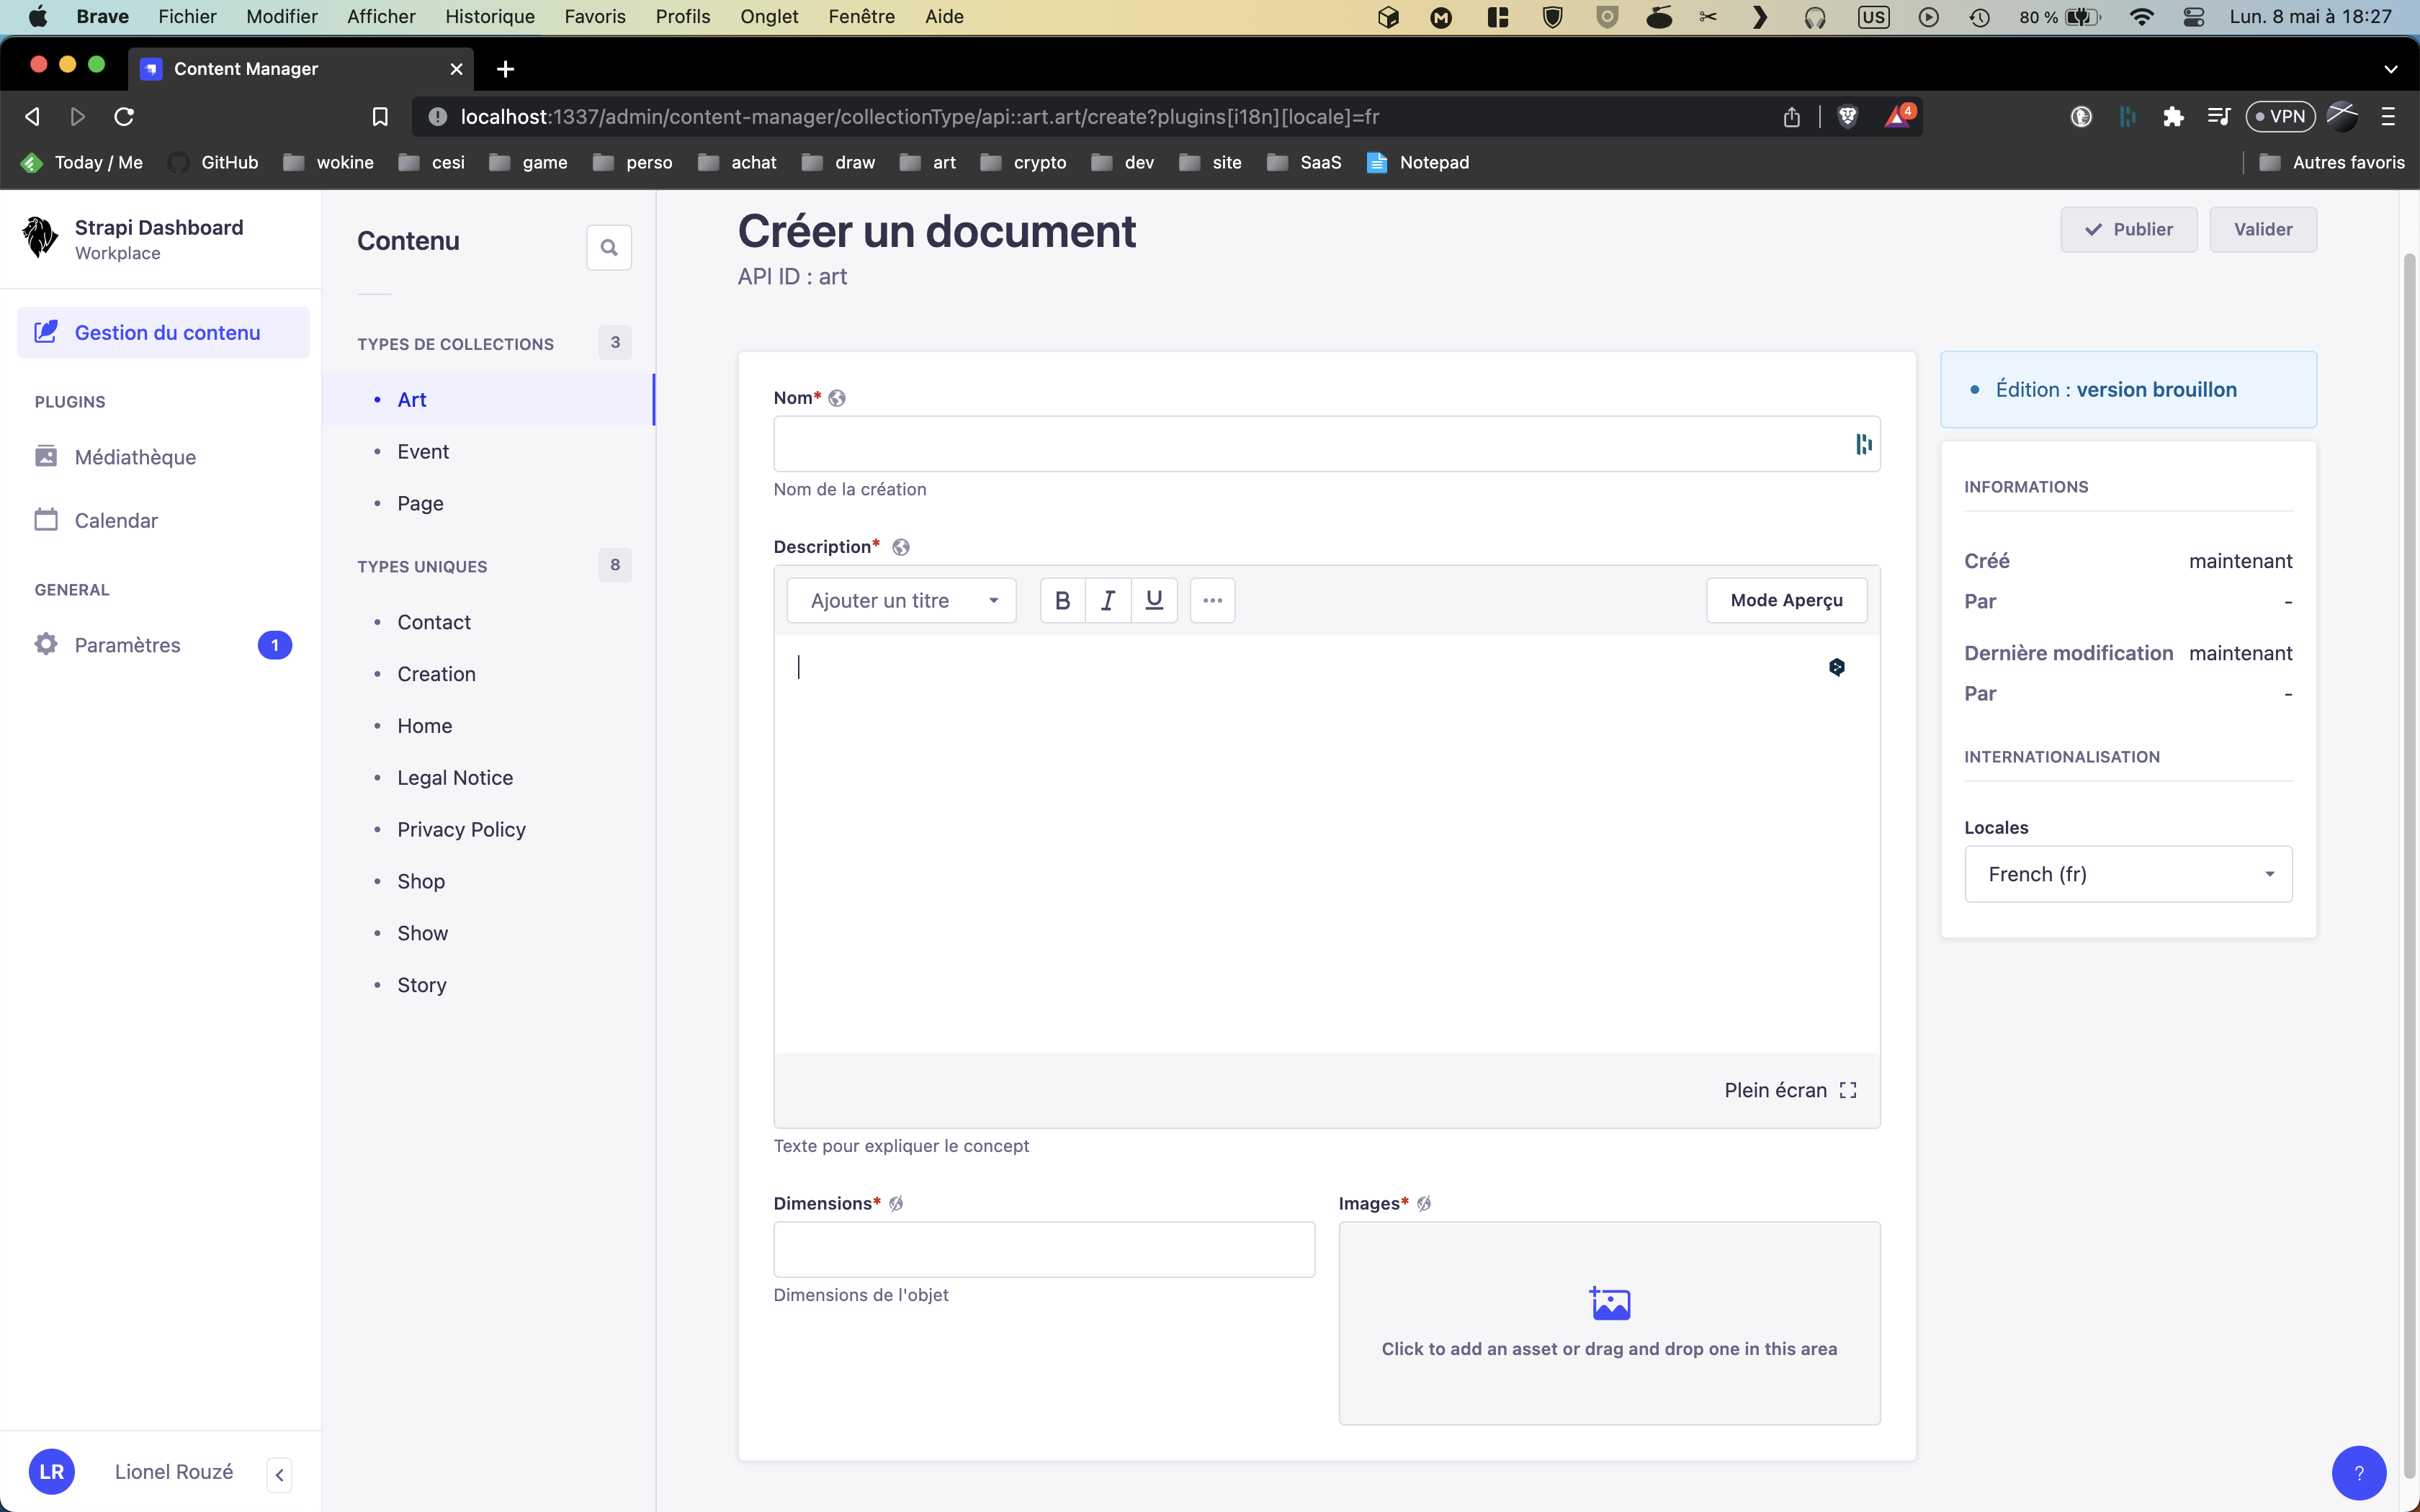 Brave Fichier Modifier Afficher Historique Favoris Profils Onglet Fenêtre Aide US 80 % Lun. 8 mai à 18:27
Content Manager
localhost:1337/admin/content-manager/collectionType/api::art.art/create?plugins[i18n][locale]=fr 4 VPN
Today / Me GitHub wokine cesi game perso achat draw art crypto dev site SaaS Notepad Autres favoris
Strapi Dashboard
Workplace
Gestion du contenu
PLUGINS
Médiathèque
Calendar
GENERAL
Paramètres 1
LR Lionel Rouzé
Contenu
TYPES DE COLLECTIONS 3
Art
Event
Page
TYPES UNIQUES 8
Contact
Creation
Home
Legal Notice
Privacy Policy
Shop
Show
Story
Créer un document
API ID : art
Publier Valider
Nom*
Nom de la création
Description*
Ajouter un titre B I U Mode Aperçu
Plein écran
Texte pour expliquer le concept
Dimensions*
Dimensions de l'objet
Images*
Click to add an asset or drag and drop one in this area
Édition : version brouillon
INFORMATIONS
Créé maintenant
Par -
Dernière modification maintenant
Par -
INTERNATIONALISATION
Locales
French (fr)
?